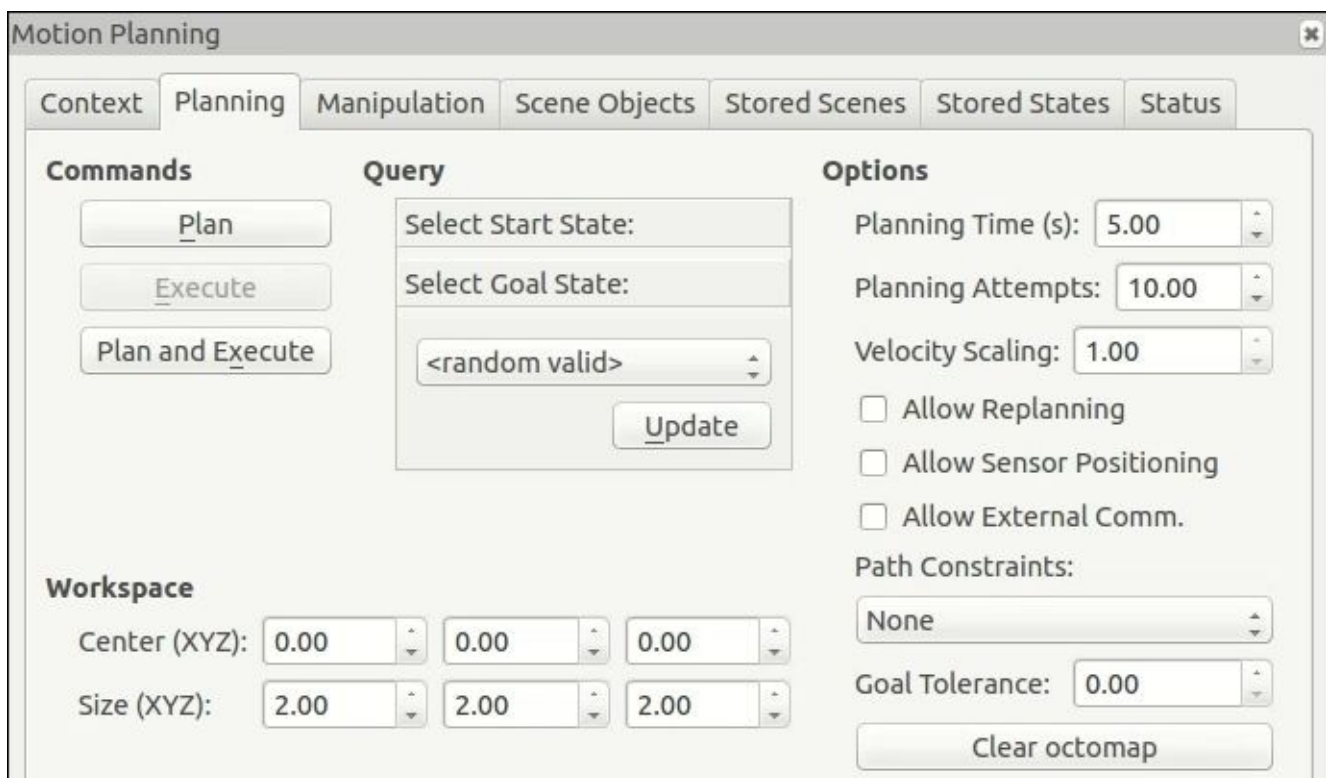 Motion Planning
Context Planning Manipulation Scene Objects Stored Scenes Stored States Status
Commands
Plan
Execute
Plan and Execute
Query
Select Start State:
Select Goal State:
<random valid>
Update
Options
Planning Time (s): 5.00
Planning Attempts: 10.00
Velocity Scaling: 1.00
Allow Replanning
Allow Sensor Positioning
Allow External Comm.
Path Constraints:
None
Goal Tolerance: 0.00
Clear octomap
Workspace
Center (XYZ): 0.00 0.00 0.00
Size (XYZ): 2.00 2.00 2.00